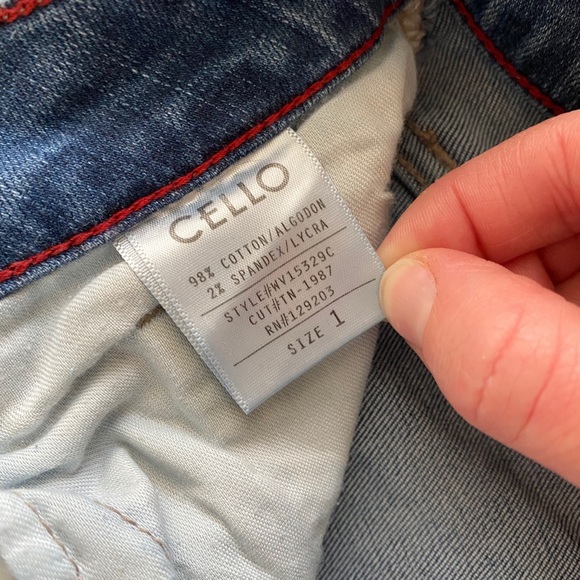 CELLO
98% COTTON/ALGODON
2% SPANDEX/LYCRA
STYLE#WV15329C
CUT#TN-1987
RN#129203
SIZE 1